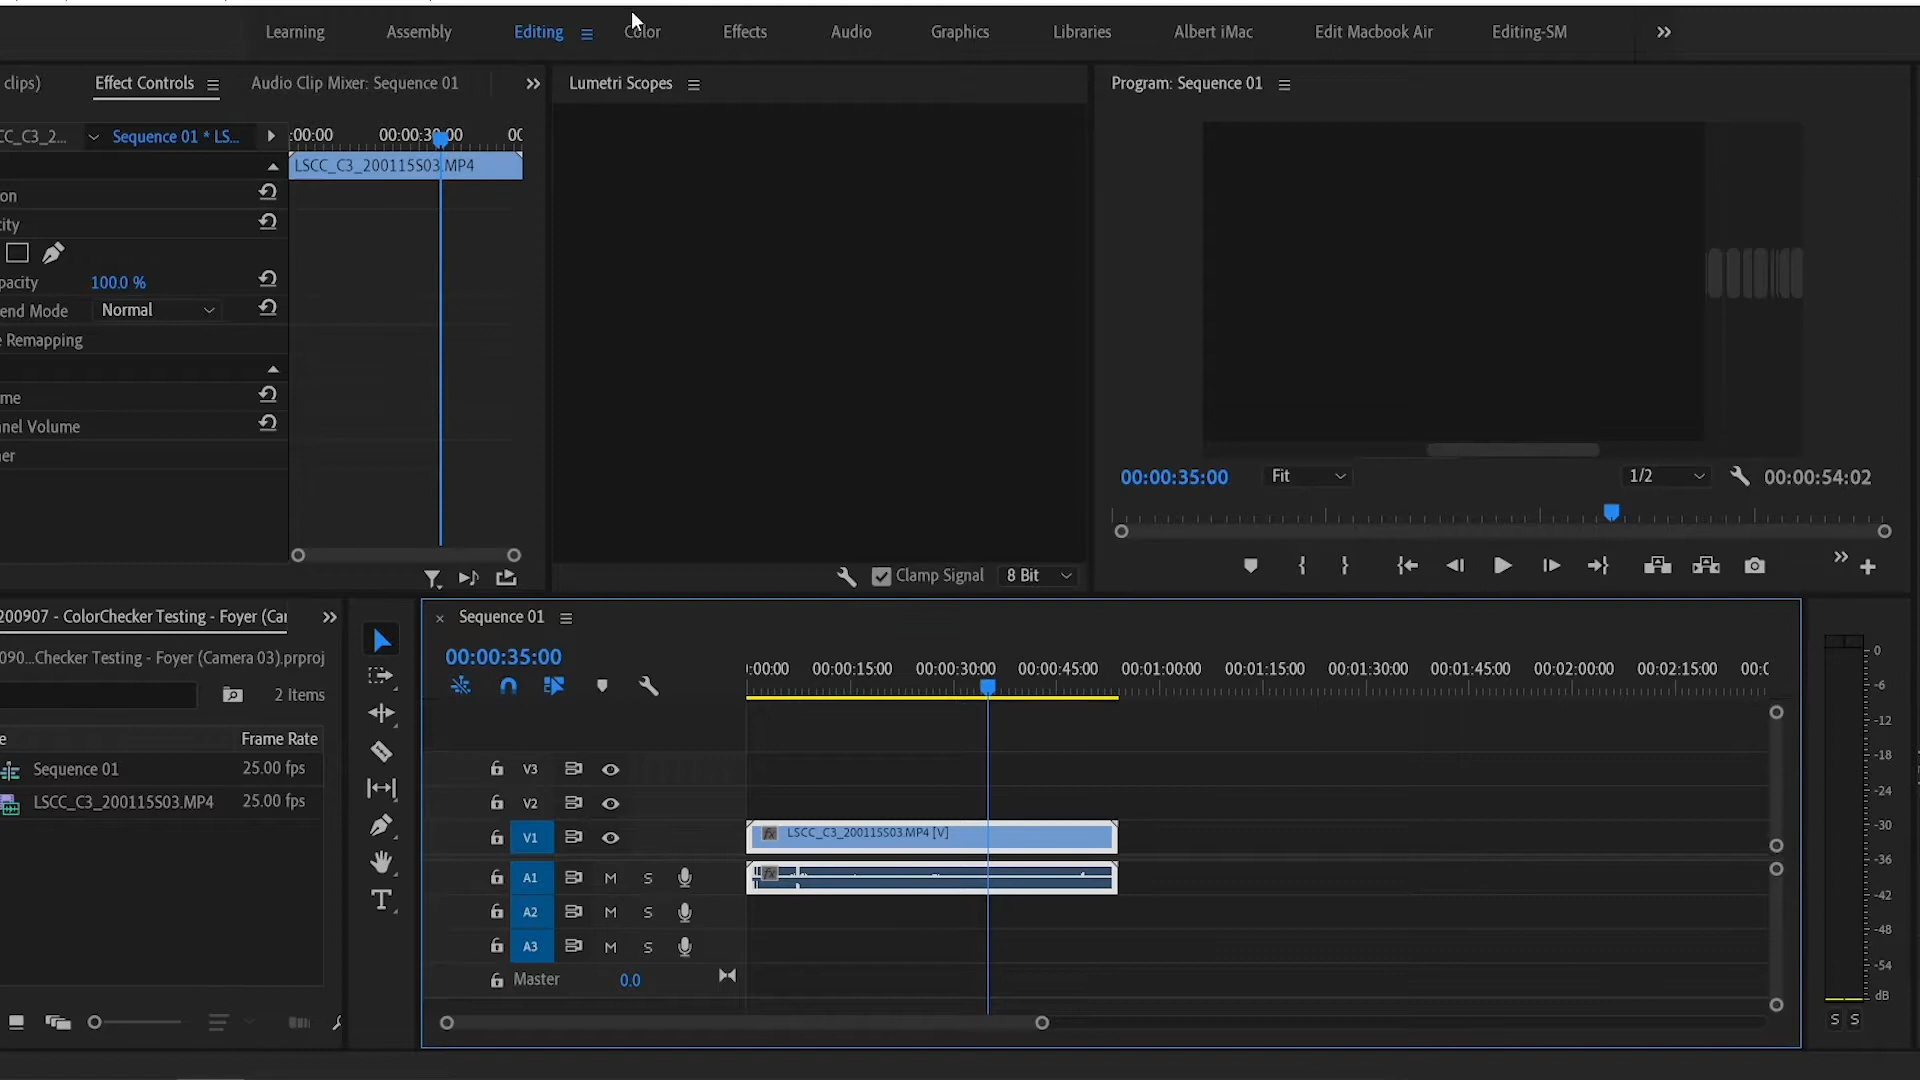 Learning Assembly Editing Color Effects Audio Graphics Libraries Albert iMac Edit Macbook Air Editing-SM
clips) Effect Controls Audio Clip Mixer: Sequence 01
Lumetri Scopes
Program: Sequence 01
CC_C3_2... Sequence 01 * LS... :00:00 00:00:30:00 00
LSCC_C3_200115S03.MP4
on
ity
pacity 100.0 %
end Mode Normal
e Remapping
me
nnel Volume
er
Clamp Signal 8 Bit
00:00:35:00 Fit 1/2 00:00:54:02
200907 - ColorChecker Testing - Foyer (Car
090...Checker Testing - Foyer (Camera 03).prproj
2 Items
e Frame Rate
Sequence 01 25.00 fps
LSCC_C3_200115S03.MP4 25.00 fps
× Sequence 01
00:00:35:00
:00:00 00:00:15:00 00:00:30:00 00:00:45:00 00:01:00:00 00:01:15:00 00:01:30:00 00:01:45:00 00:02:00:00 00:02:15:00 00:0
V3
V2
V1 fx LSCC_C3_200115S03.MP4 [V]
A1 M S fx
A2 M S
A3 M S
Master 0.0
T
0
-6
-12
-18
-24
-30
-36
-42
-48
-54
dB
S S